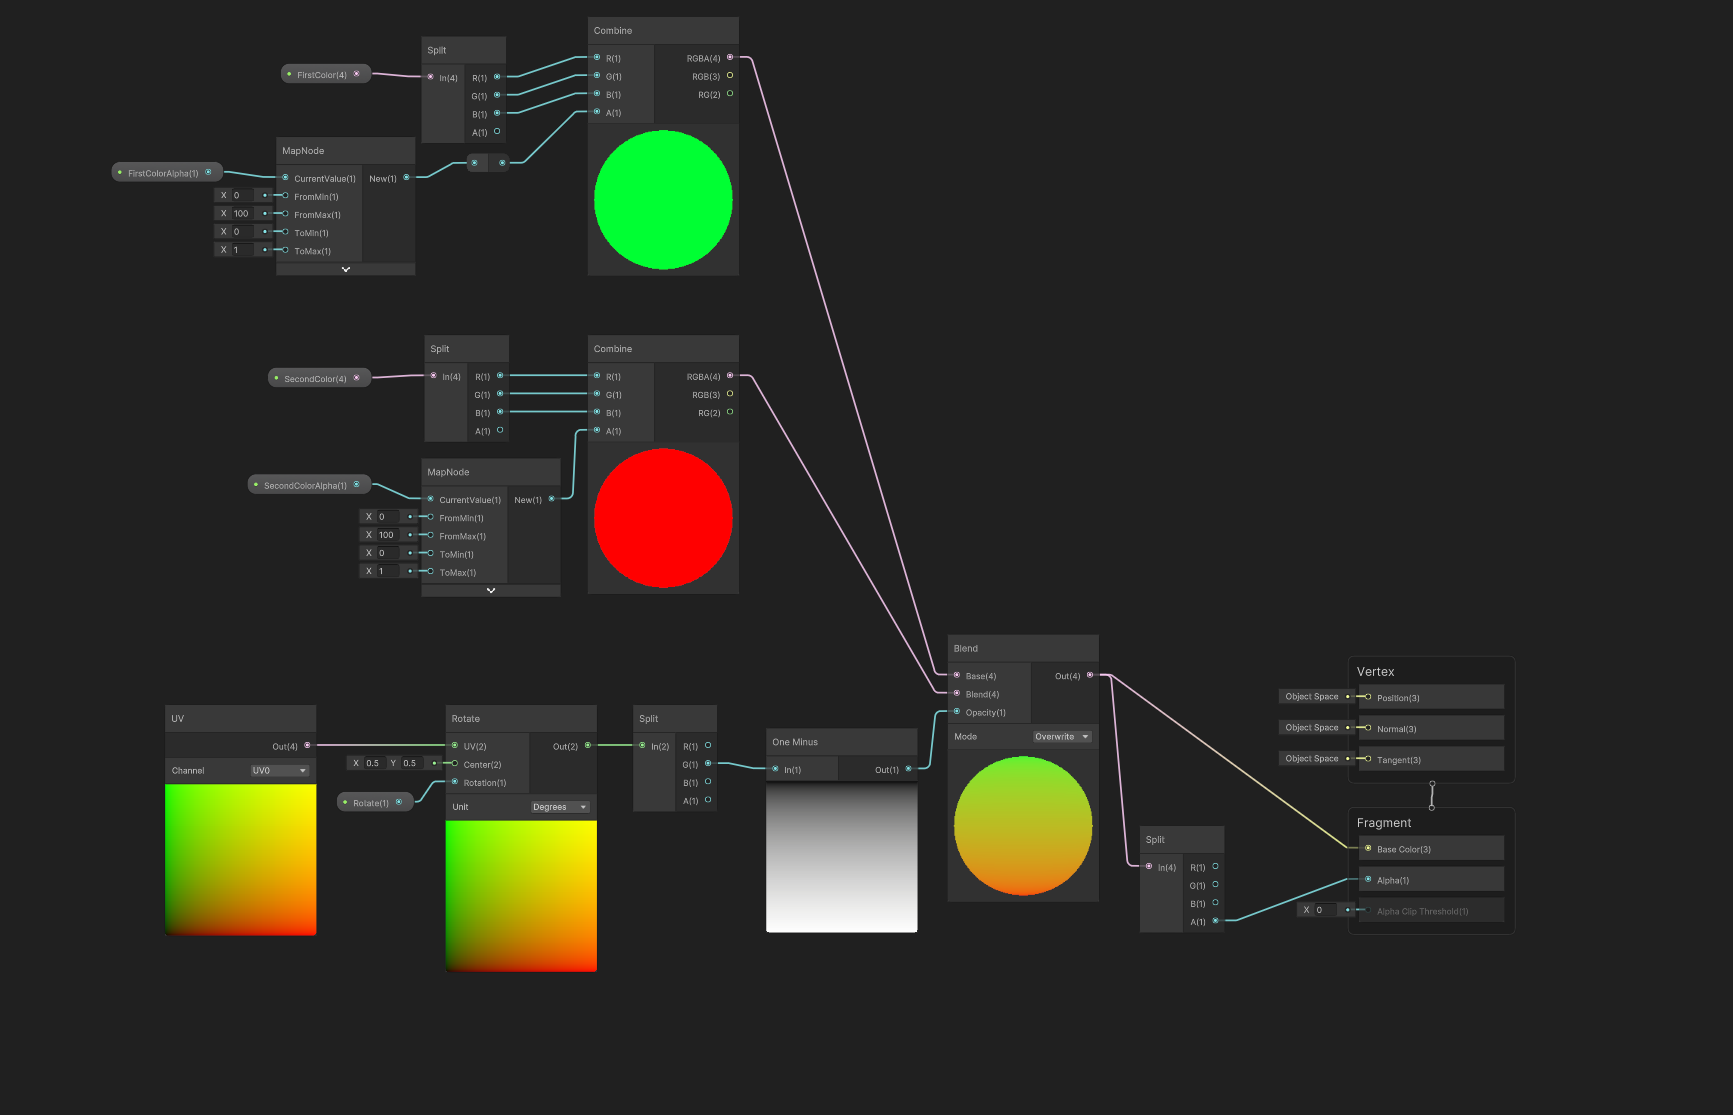 Combine
R(1) RGBA(4)
G(1) RGB(3)
B(1) RG(2)
A(1)
Split
In(4) R(1)
G(1)
B(1)
A(1)
FirstColor(4)
MapNode
CurrentValue(1) New(1)
FromMin(1)
FromMax(1)
ToMin(1)
ToMax(1)
FirstColorAlpha(1)
X 0
X 100
X 0
X 1
Split
In(4) R(1)
G(1)
B(1)
A(1)
Combine
R(1) RGBA(4)
G(1) RGB(3)
B(1) RG(2)
A(1)
SecondColor(4)
MapNode
CurrentValue(1) New(1)
FromMin(1)
FromMax(1)
ToMin(1)
ToMax(1)
SecondColorAlpha(1)
X 0
X 100
X 0
X 1
Blend
Base(4) Out(4)
Blend(4)
Opacity(1)
Mode Overwrite
Vertex
Object Space Position(3)
Object Space Normal(3)
Object Space Tangent(3)
UV
Out(4)
Channel UV0
Rotate
UV(2) Out(2)
X 0.5 Y 0.5 Center(2)
Rotate(1) Rotation(1)
Unit Degrees
Split
In(2) R(1)
G(1)
B(1)
A(1)
One Minus
In(1) Out(1)
Split
In(4) R(1)
G(1)
B(1)
A(1)
Fragment
Base Color(3)
Alpha(1)
X 0 Alpha Clip Threshold(1)